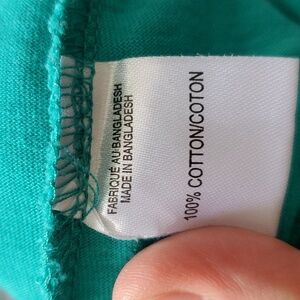 FABRIQUÉ AU BANGLADESH
MADE IN BANGLADESH
100% COTTON/COTON